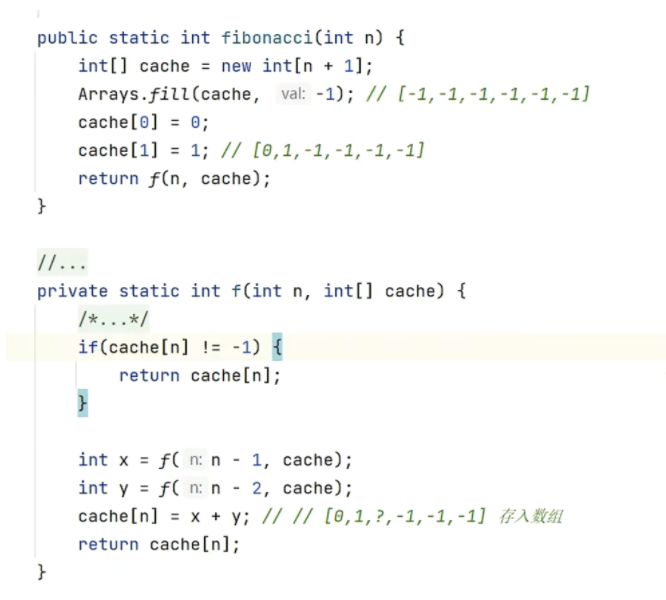 public static int fibonacci(int n) {
    int[] cache = new int[n + 1];
    Arrays.fill(cache, val: -1); // [-1,-1,-1,-1,-1,-1]
    cache[0] = 0;
    cache[1] = 1; // [0,1,-1,-1,-1,-1]
    return f(n, cache);
}
//...
private static int f(int n, int[] cache) {
    /*...*/
    if(cache[n] != -1) {
        return cache[n];
    }
    int x = f( n: n - 1, cache);
    int y = f( n: n - 2, cache);
    cache[n] = x + y; // // [0,1,?,-1,-1,-1] 存入数组
    return cache[n];
}